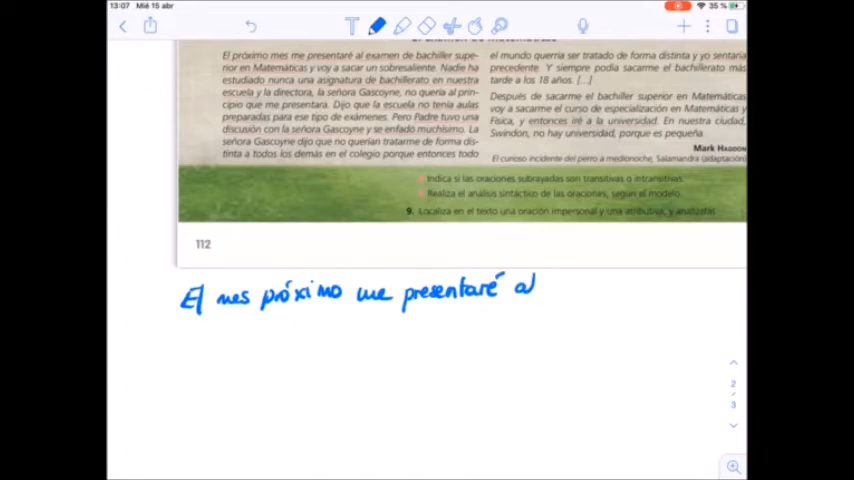 13:07 Mié 15 abr
35 %
El próximo mes me presentaré al examen de bachiller supe-
rior en Matemáticas y voy a sacar un sobresaliente. Nadie ha
estudiado nunca una asignatura de bachillerato en nuestra
escuela y la directora, la señora Gascoyne, no quería al prin-
cipio que me presentara. Dijo que la escuela no tenía aulas
preparadas para ese tipo de exámenes. Pero Padre tuvo una
discusión con la señora Gascoyne y se enfadó muchísimo. La
señora Gascoyne dijo que no querían tratarme de forma dis-
tinta a todos los demás en el colegio porque entonces todo
el mundo querría ser tratado de forma distinta y yo sentaría
precedente. Y siempre podía sacarme el bachillerato más
tarde a los 18 años. [...]
Después de sacarme el bachiller superior en Matemáticas
voy a sacarme el curso de especialización en Matemáticas y
Física, y entonces iré a la universidad. En nuestra ciudad,
Swindon, no hay universidad, porque es pequeña.
Mark HADDON
El curioso incidente del perro a medianoche, Salamandra (adaptación)
Indica si las oraciones subrayadas son transitivas o intransitivas.
Realiza el análisis sintáctico de las oraciones, según el modelo.
9. Localiza en el texto una oración impersonal y una atributiva, y analízalas.
112
El mes próximo me presentaré al
2
3